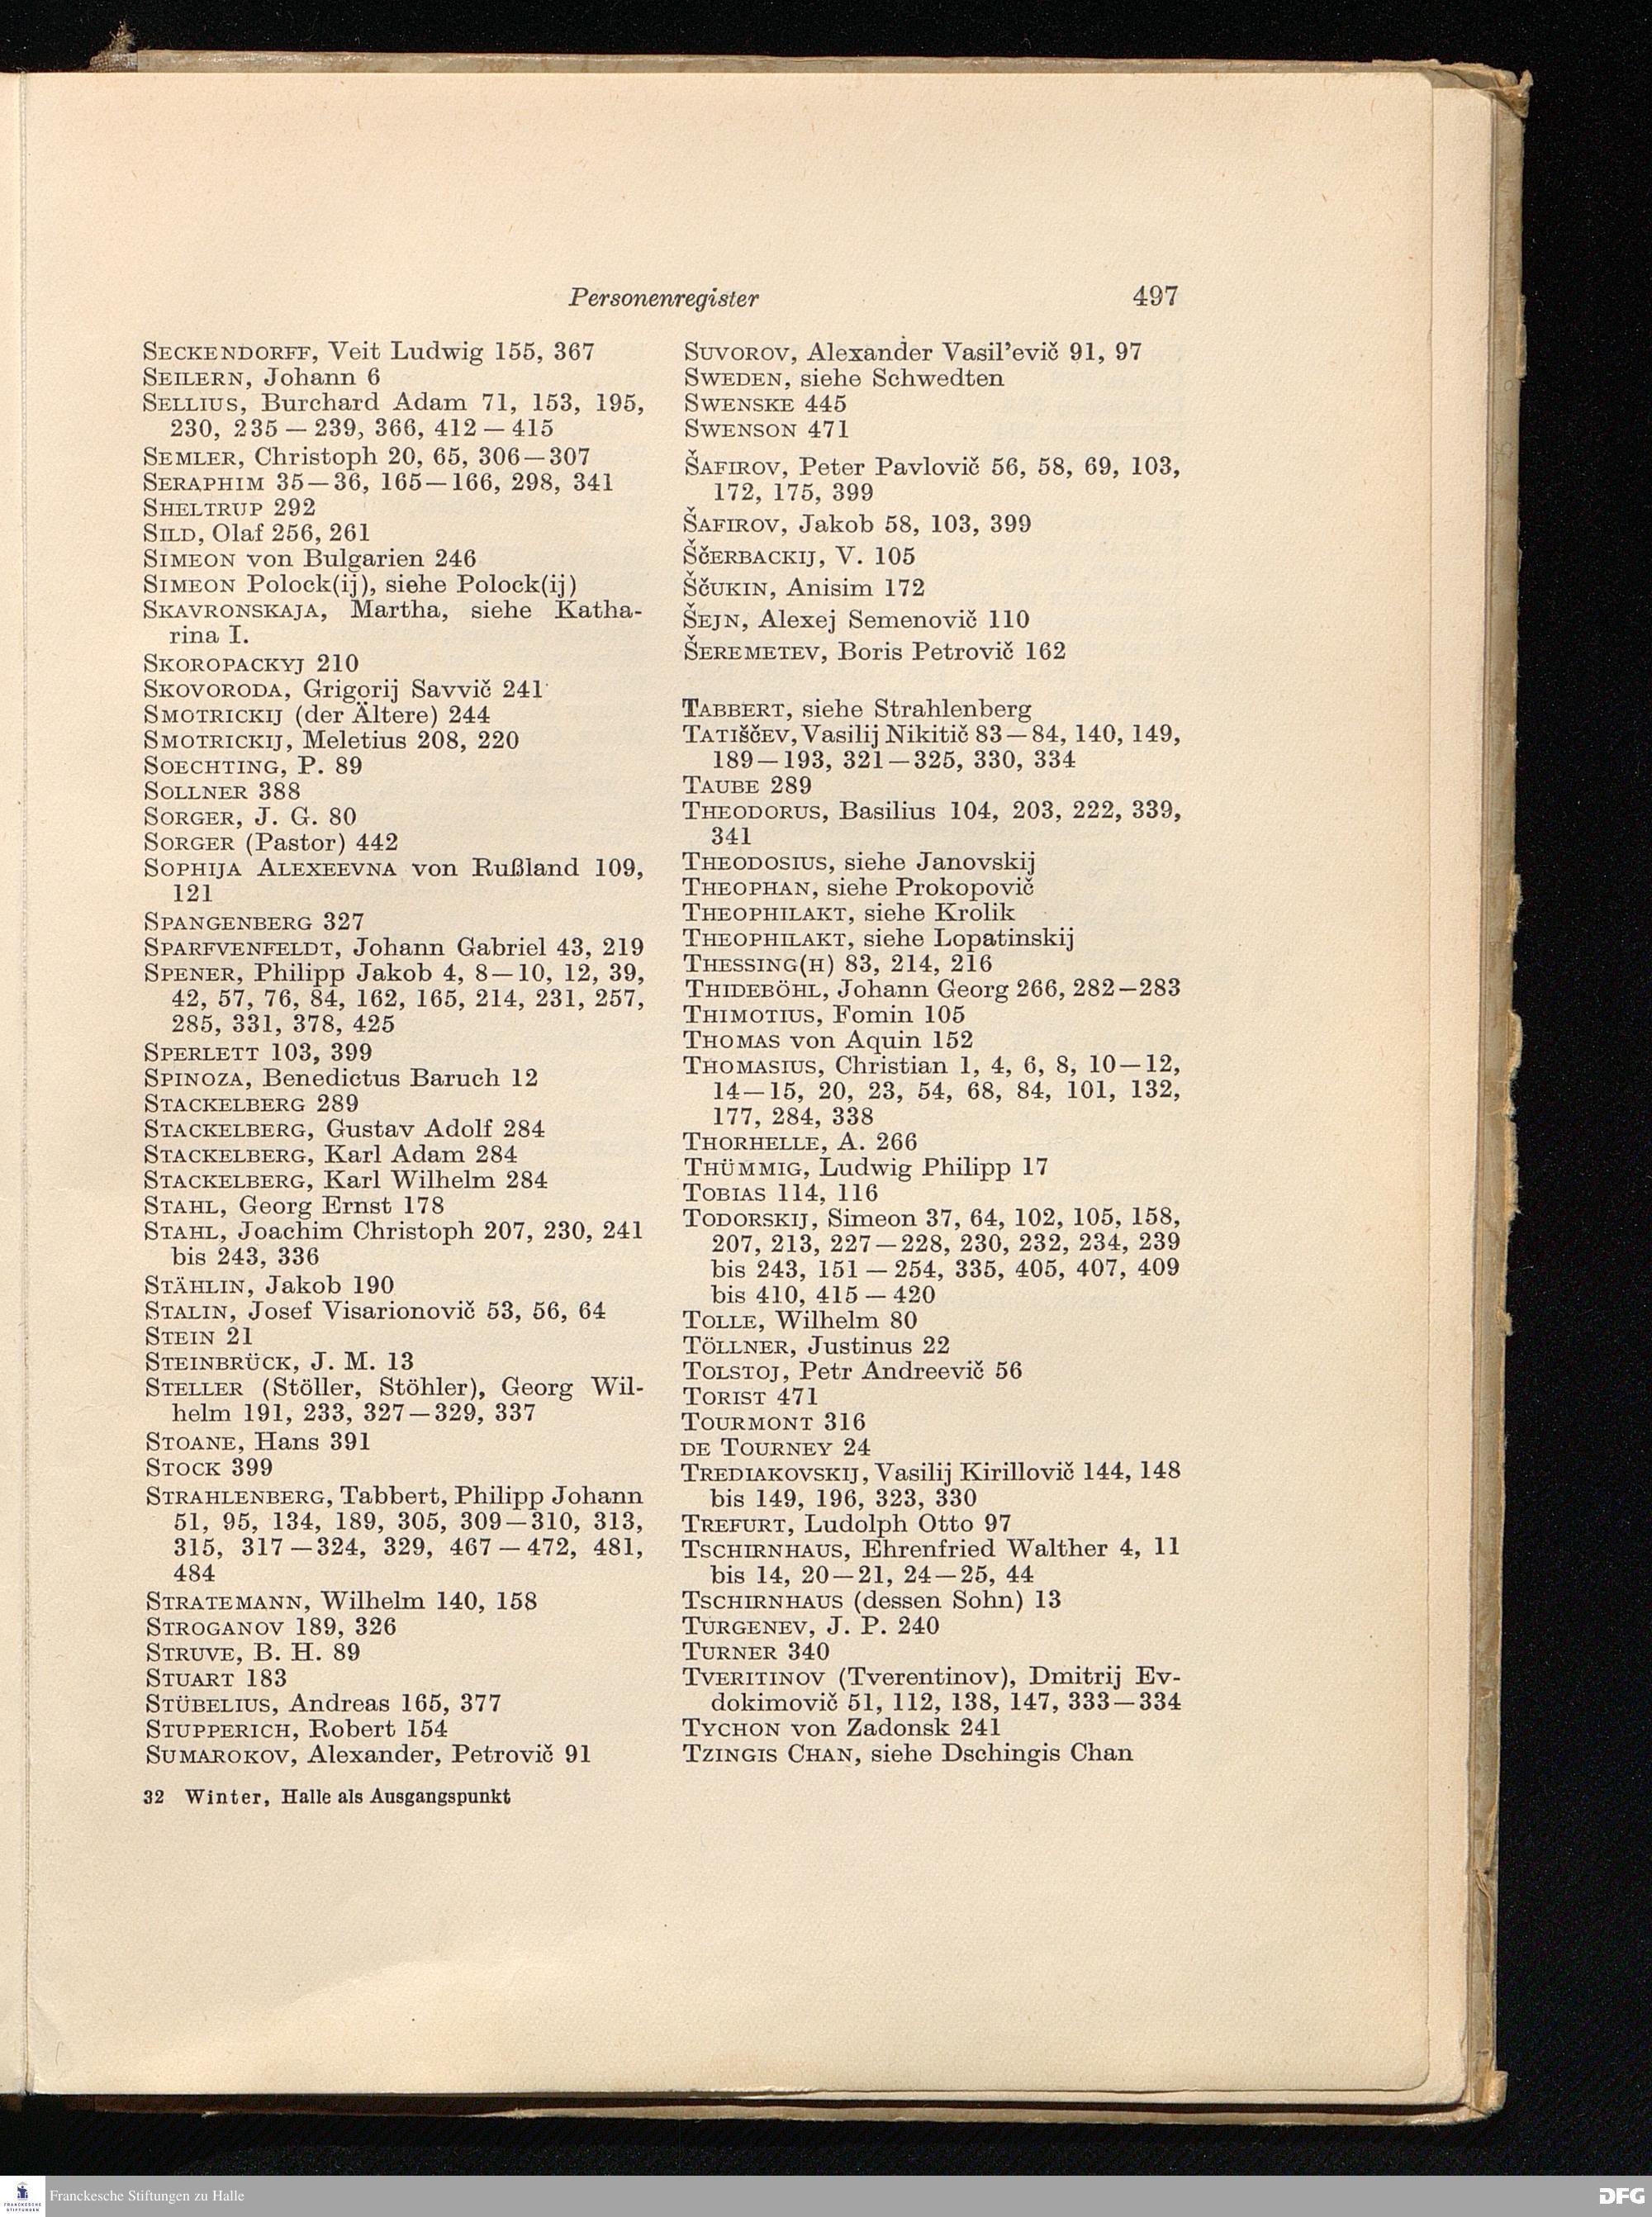 Personenregister 497
SECKENDORFF, Veit Ludwig 155, 367
SEILERN, Johann 6
SELLIUS, Burchard Adam 71, 153, 195,
230, 235 — 239, 366, 412 — 415
SEMLER, Christoph 20, 65, 306—307
SERAPHIM 35—36, 165—166, 298, 341
SHELTRUP 292
SILD, Olaf 256, 261
SIMEON von Bulgarien 246
SIMEON Polock(ij), siehe Polock(ij)
SKAVRONSKAJA, Martha, siehe Katha-
rina I.
SKOROPACKYJ 210
SKOVORODA, Grigorij Savvič 241
SMOTRICKIJ (der Ältere) 244
SMOTRICKIJ, Meletius 208, 220
SOECHTING, P. 89
SOLLNER 388
SORGER, J. G. 80
SORGER (Pastor) 442
SOPHIJA ALEXEEVNA von Rußland 109,
121
SPANGENBERG 327
SPARFVENFELDT, Johann Gabriel 43, 219
SPENER, Philipp Jakob 4, 8—10, 12, 39,
42, 57, 76, 84, 162, 165, 214, 231, 257,
285, 331, 378, 425
SPERLETT 103, 399
SPINOZA, Benedictus Baruch 12
STACKELBERG 289
STACKELBERG, Gustav Adolf 284
STACKELBERG, Karl Adam 284
STACKELBERG, Karl Wilhelm 284
STAHL, Georg Ernst 178
STAHL, Joachim Christoph 207, 230, 241
bis 243, 336
STÄHLIN, Jakob 190
STALIN, Josef Visarionovič 53, 56, 64
STEIN 21
STEINBRÜCK, J. M. 13
STELLER (Stöller, Stöhler), Georg Wil-
helm 191, 233, 327—329, 337
STOANE, Hans 391
STOCK 399
STRAHLENBERG, Tabbert, Philipp Johann
51, 95, 134, 189, 305, 309—310, 313,
315, 317—324, 329, 467—472, 481,
484
STRATEMANN, Wilhelm 140, 158
STROGANOV 189, 326
STRUVE, B. H. 89
STUART 183
STÜBELIUS, Andreas 165, 377
STUPPERICH, Robert 154
SUMAROKOV, Alexander, Petrovič 91
SUVOROV, Alexander Vasil'evič 91, 97
SWEDEN, siehe Schwedten
SWENSKE 445
SWENSON 471
ŠAFIROV, Peter Pavlovič 56, 58, 69, 103,
172, 175, 399
ŠAFIROV, Jakob 58, 103, 399
ŠČERBACKIJ, V. 105
ŠČUKIN, Anisim 172
ŠEJN, Alexej Semenovič 110
ŠEREMETEV, Boris Petrovič 162
TABBERT, siehe Strahlenberg
TATIŠČEV, Vasilij Nikitič 83—84, 140, 149,
189—193, 321—325, 330, 334
TAUBE 289
THEODORUS, Basilius 104, 203, 222, 339,
341
THEODOSIUS, siehe Janovskij
THEOPHAN, siehe Prokopovič
THEOPHILAKT, siehe Krolik
THEOPHILAKT, siehe Lopatinskij
THESSING(H) 83, 214, 216
THIDEBÖHL, Johann Georg 266, 282—283
THIMOTIUS, Fomin 105
THOMAS von Aquin 152
THOMASIUS, Christian 1, 4, 6, 8, 10—12,
14—15, 20, 23, 54, 68, 84, 101, 132,
177, 284, 338
THORHELLE, A. 266
THÜMMIG, Ludwig Philipp 17
TOBIAS 114, 116
TODORSKIJ, Simeon 37, 64, 102, 105, 158,
207, 213, 227—228, 230, 232, 234, 239
bis 243, 151 — 254, 335, 405, 407, 409
bis 410, 415 — 420
TOLLE, Wilhelm 80
TÖLLNER, Justinus 22
TOLSTOJ, Petr Andreevič 56
TORIST 471
TOURMONT 316
DE TOURNEY 24
TREDIAKOVSKIJ, Vasilij Kirillovič 144, 148
bis 149, 196, 323, 330
TREFURT, Ludolph Otto 97
TSCHIRNHAUS, Ehrenfried Walther 4, 11
bis 14, 20—21, 24—25, 44
TSCHIRNHAUS (dessen Sohn) 13
TURGENEV, J. P. 240
TURNER 340
TVERITINOV (Tverentinov), Dmitrij Ev-
dokimovič 51, 112, 138, 147, 333—334
TYCHON von Zadonsk 241
TZINGIS CHAN, siehe Dschingis Chan
32 Winter, Halle als Ausgangspunkt
FRANCKESCHE STIFTUNGEN
Franckesche Stiftungen zu Halle
DFG